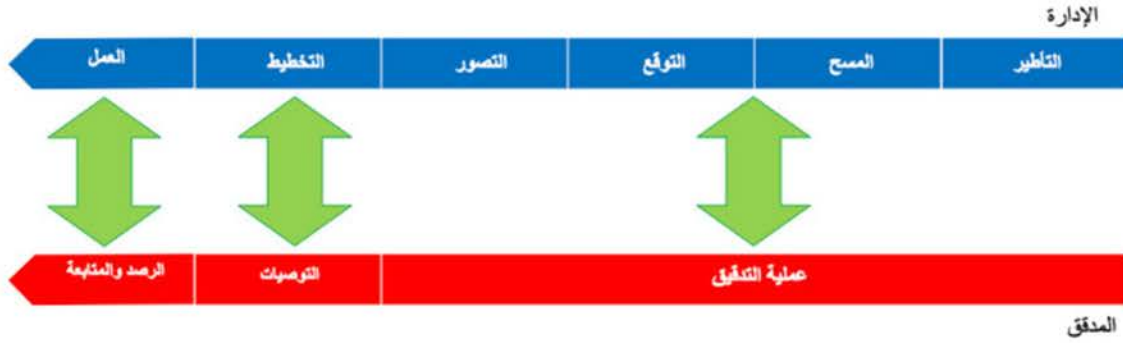 الإدارة
التأطير المسح التوقع التصور التخطيط العمل
عملية التدقيق التوصيات الرصد والمتابعة
المدقق